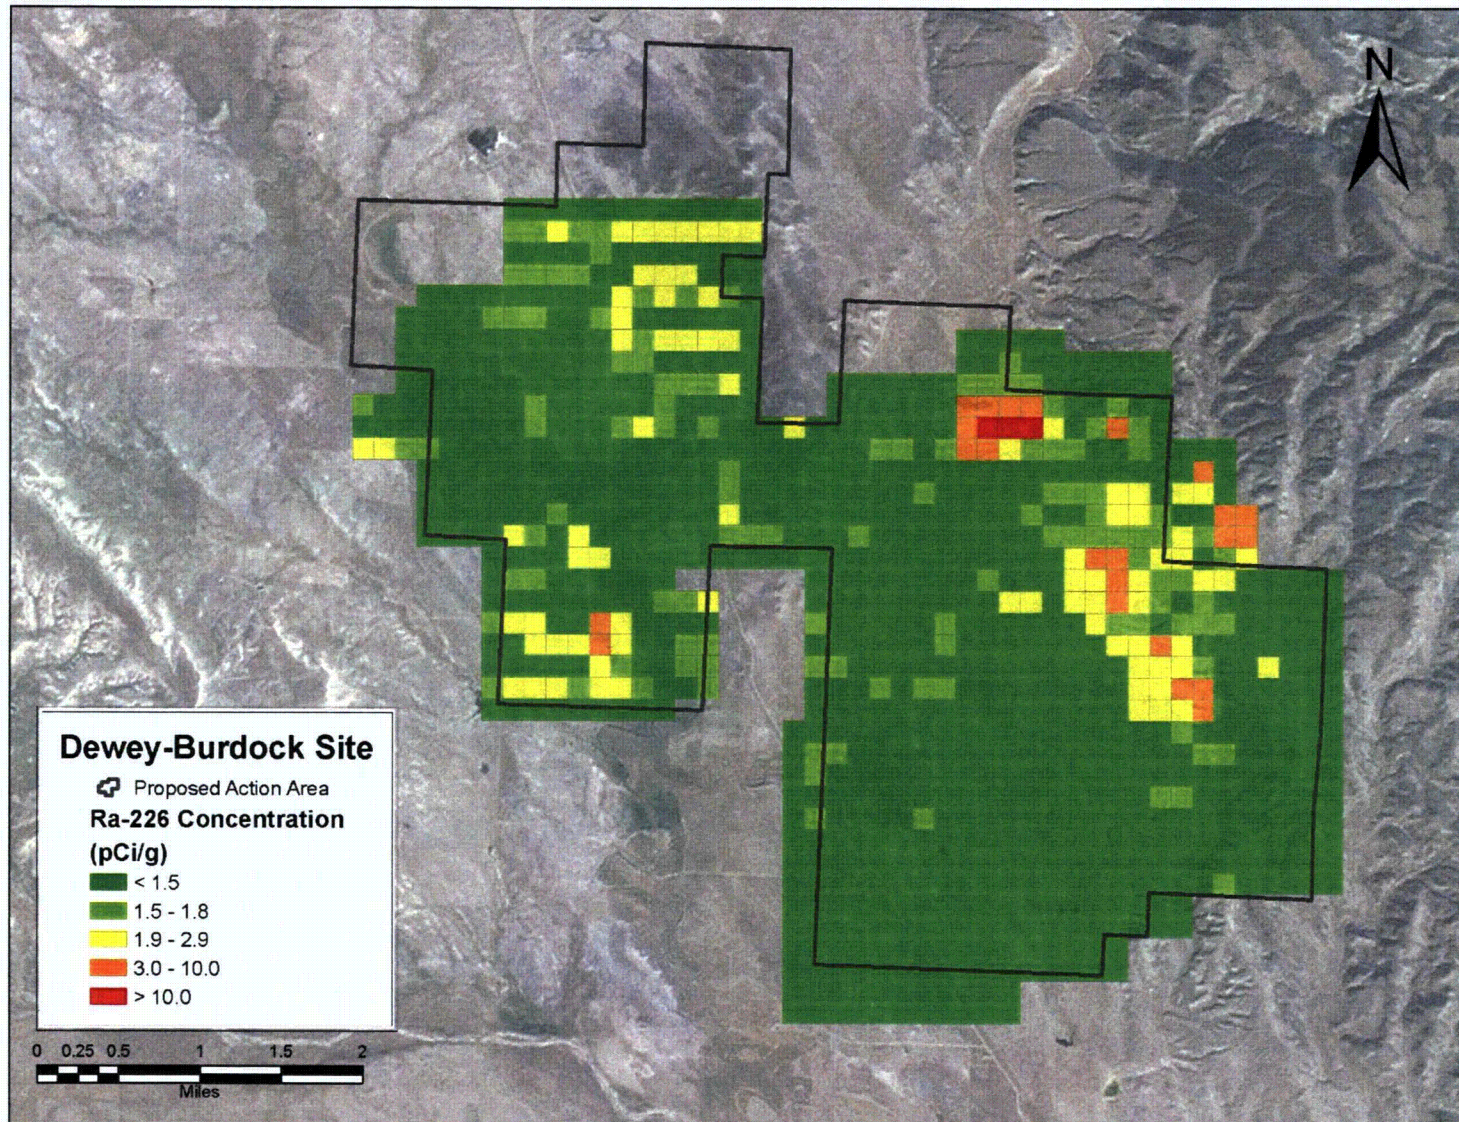 N
Dewey-Burdock Site
Proposed Action Area
Ra-226 Concentration
(pCi/g)
< 1.5
1.5 - 1.8
1.9 - 2.9
3.0 - 10.0
> 10.0
0 0.25 0.5 1 1.5 2
Miles